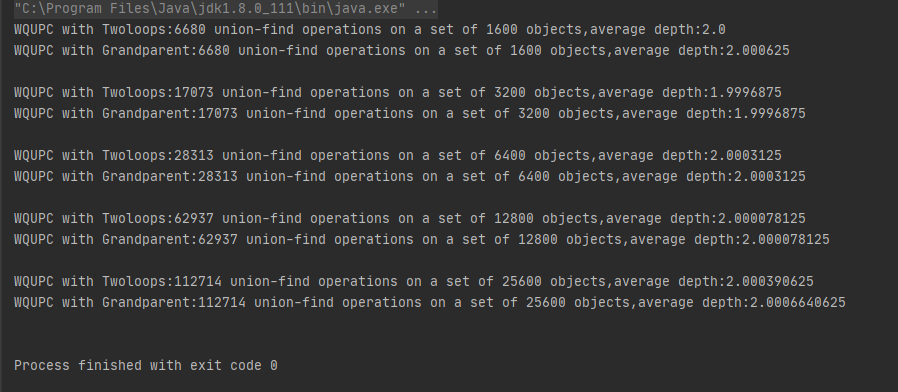 "C:\Program Files\Java\jdk1.8.0_111\bin\java.exe" ...
WQUPC with Twoloops:6680 union-find operations on a set of 1600 objects,average depth:2.0
WQUPC with Grandparent:6680 union-find operations on a set of 1600 objects,average depth:2.000625
WQUPC with Twoloops:17073 union-find operations on a set of 3200 objects,average depth:1.9996875
WQUPC with Grandparent:17073 union-find operations on a set of 3200 objects,average depth:1.9996875
WQUPC with Twoloops:28313 union-find operations on a set of 6400 objects,average depth:2.0003125
WQUPC with Grandparent:28313 union-find operations on a set of 6400 objects,average depth:2.0003125
WQUPC with Twoloops:62937 union-find operations on a set of 12800 objects,average depth:2.000078125
WQUPC with Grandparent:62937 union-find operations on a set of 12800 objects,average depth:2.000078125
WQUPC with Twoloops:112714 union-find operations on a set of 25600 objects,average depth:2.000390625
WQUPC with Grandparent:112714 union-find operations on a set of 25600 objects,average depth:2.0006640625
Process finished with exit code 0